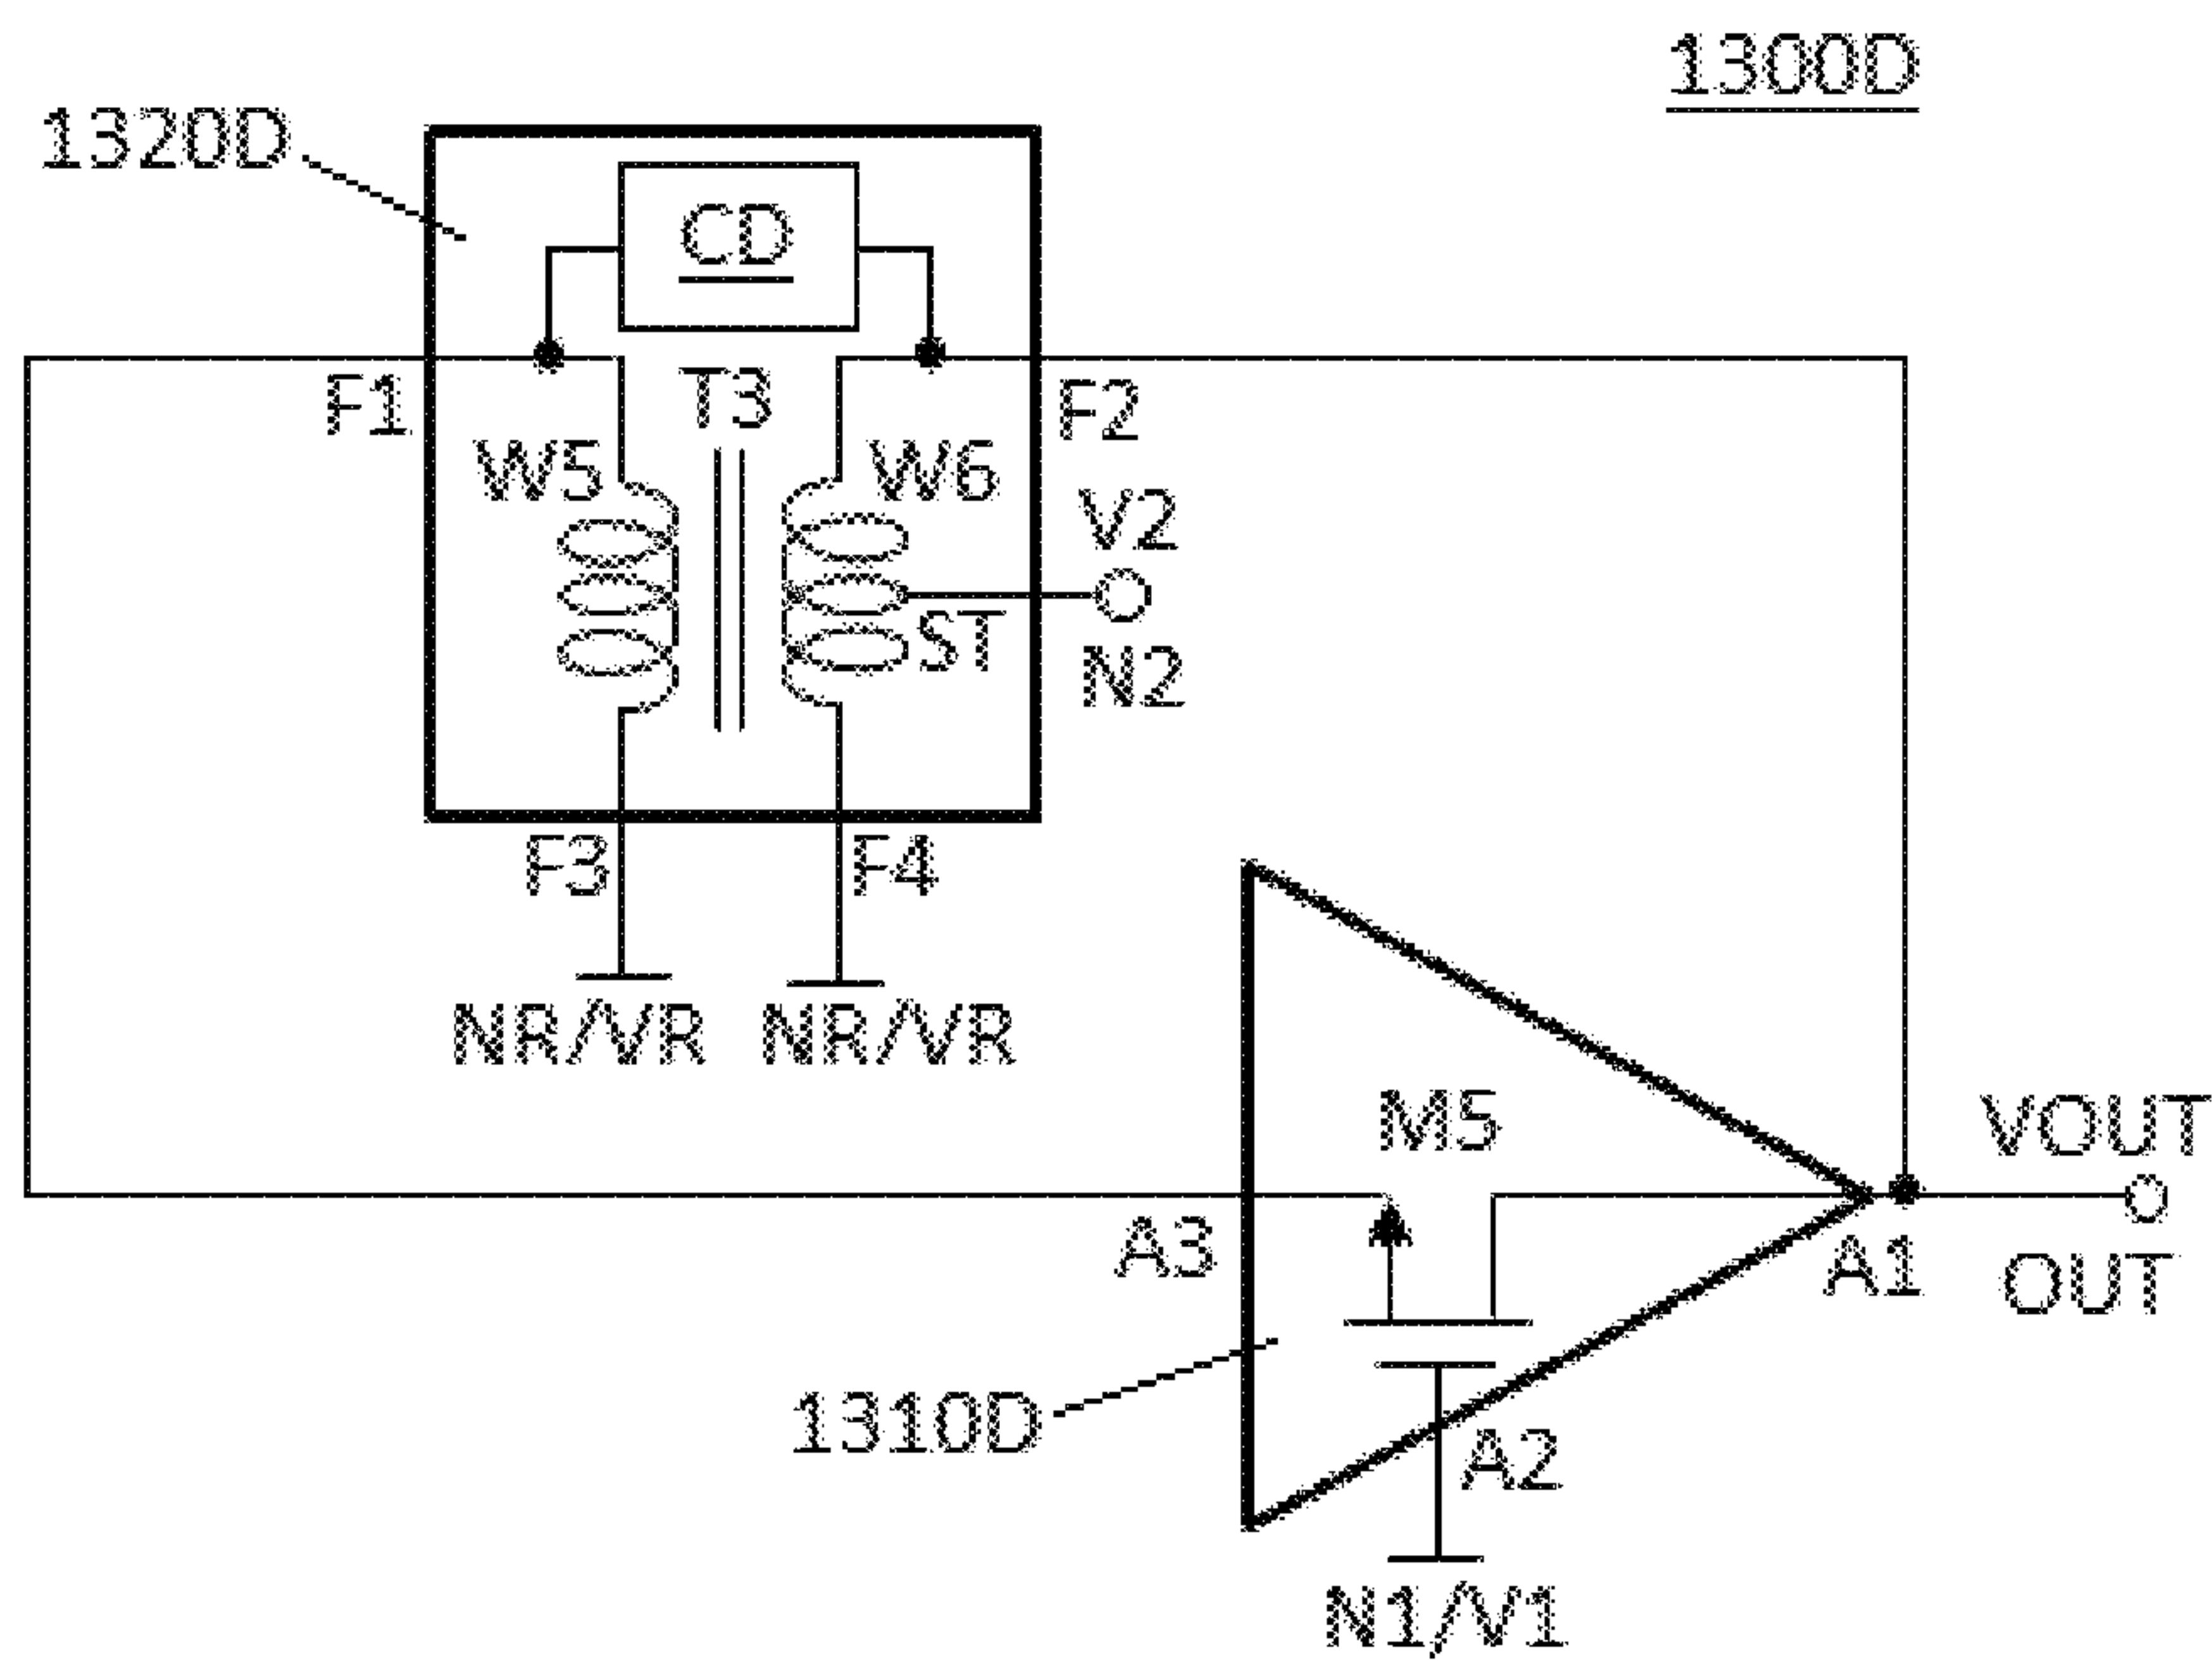 1300D
1320D
CD
F1
T3
F2
W5
W6
V2
ST
N2
F3
F4
NR/VR
NR/VR
M5
VOUT
A3
A1
OUT
1310D
A2
N1/V1